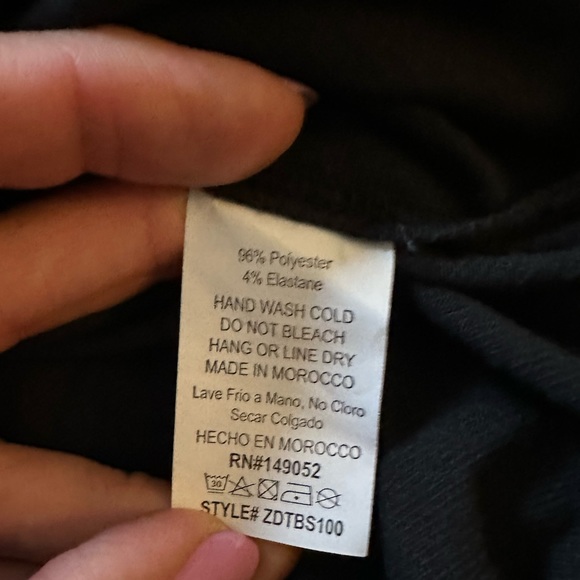 96% Polyester
4% Elastane
HAND WASH COLD
DO NOT BLEACH
HANG OR LINE DRY
MADE IN MOROCCO
Lave Frio a Mano, No Cloro
Secar Colgado
HECHO EN MOROCCO
RN#149052
30
STYLE# ZDTBS100